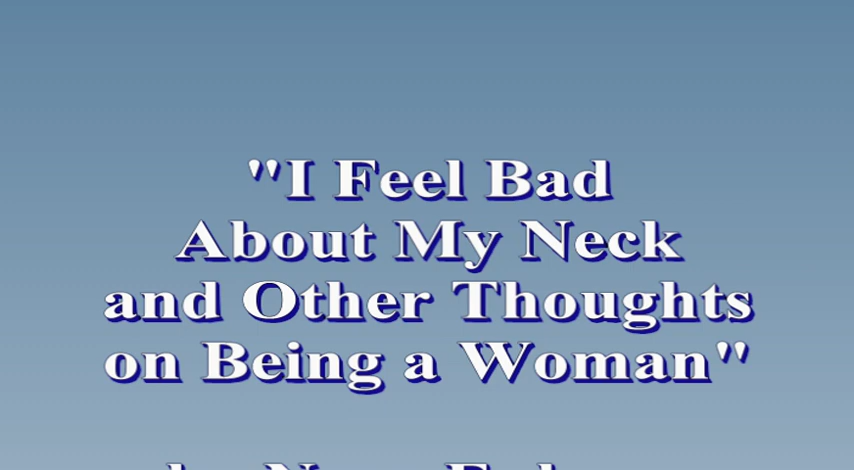 "I Feel Bad
About My Neck
and Other Thoughts
on Being a Woman"